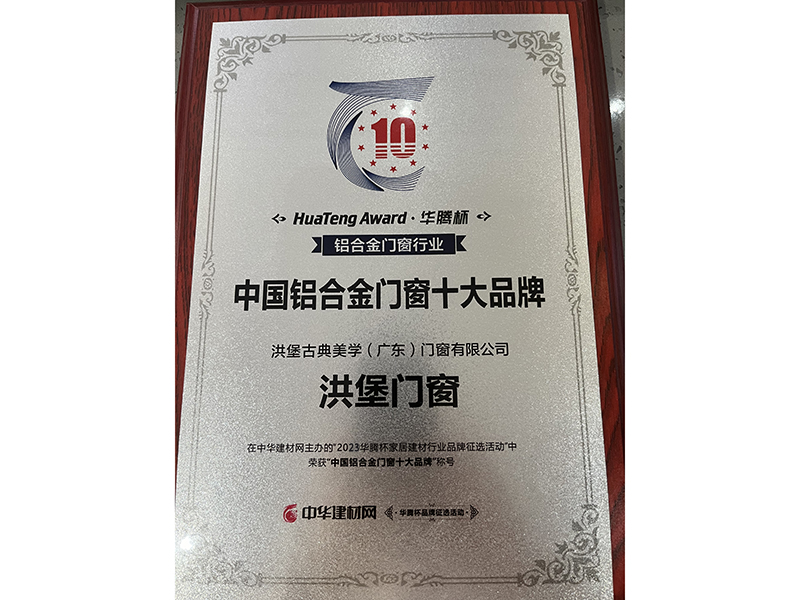 10
HuaTeng Award · 华腾杯
铝合金门窗行业
中国铝合金门窗十大品牌
洪堡古典美学（广东）门窗有限公司
洪堡门窗
在中华建材网主办的“2023华腾杯家居建材行业品牌征选活动”中
荣获“中国铝合金门窗十大品牌”称号
中华建材网 · 华腾杯品牌征选活动 ·